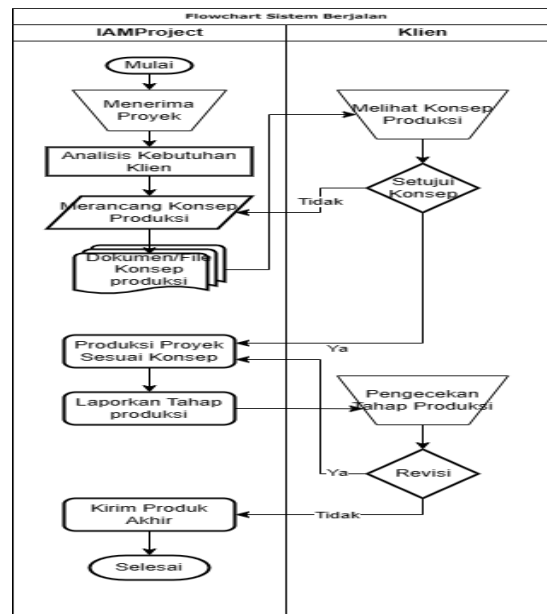 Flowchart Sistem Berjalan
IAMProject
Klien
Mulai
Menerima
Proyek
Analisis Kebutuhan
Klien
Merancang Konsep
Produksi
Dokumen/File
Konsep
produksi
Melihat Konsep
Produksi
Setujui
Konsep
Tidak
Ya
Produksi Proyek
Sesuai Konsep
Laporkan Tahap
produksi
Pengecekan
Tahap Produksi
Revisi
Ya
Tidak
Kirim Produk
Akhir
Selesai